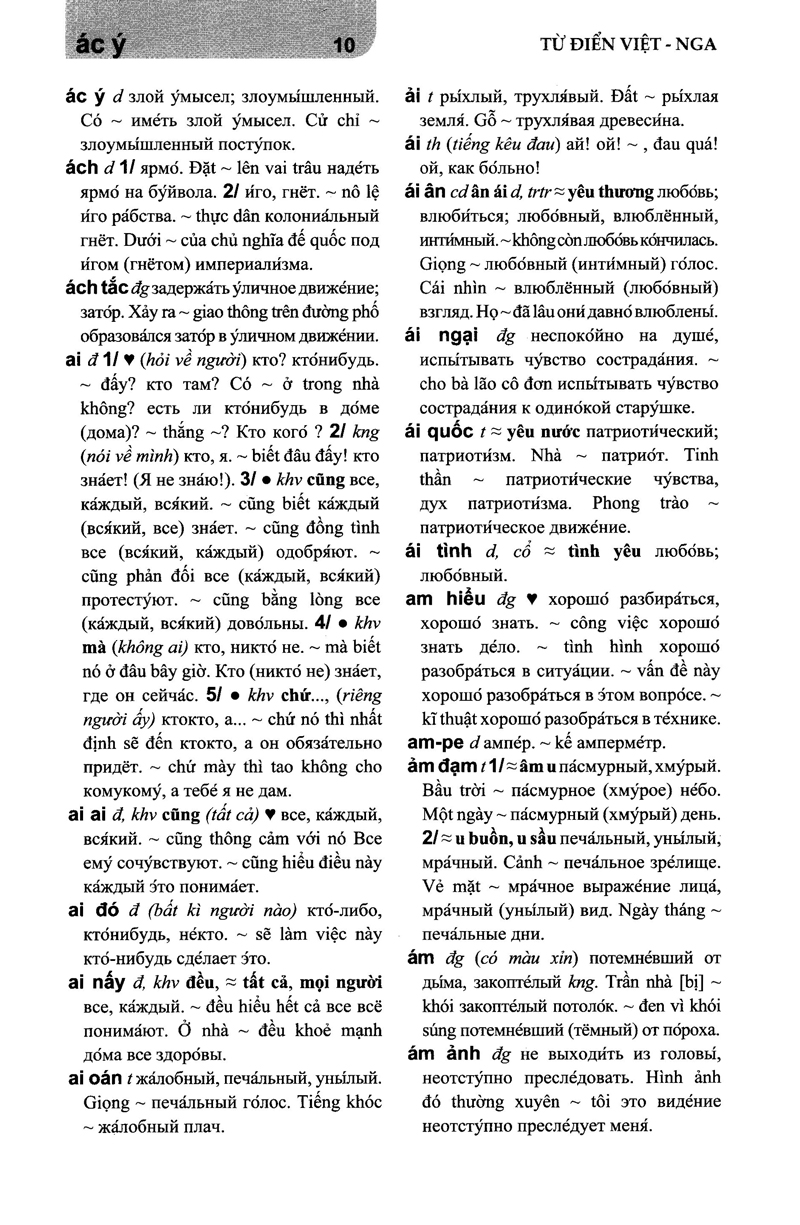 ác ý
10
TỪ ĐIỂN VIỆT - NGA
ác ý d злой у́мысел; злоумы́шленный.
Có ~ име́ть злой у́мысел. Cử chỉ ~
злоумы́шленный посту́пок.
ách d 1/ ярмо́. Đặt ~ lên vai trâu наде́ть
ярмо́ на бу́йвола. 2/ и́го, гнёт. ~ nô lệ
и́го ра́бства. ~ thực dân колониа́льный
гнёт. Dưới ~ của chủ nghĩa đế quốc под
и́гом (гнётом) империали́зма.
ách tắc đg задержа́ть у́личное движе́ние;
зато́р. Xảy ra ~ giao thông trên đường phố
образова́лся зато́р в у́личном движе́нии.
ai đ 1/ ♥ (hỏi về người) кто? кто́нибудь.
~ đấy? кто там? Có ~ ở trong nhà
không? есть ли кто́нибудь в до́ме
(дома)? ~ thắng ~? Кто кого́ ? 2/ kng
(nói về mình) кто, я. ~ biết đâu đấy! кто
зна́ет! (Я не зна́ю!). 3/ ● khv cũng все,
ка́ждый, вся́кий. ~ cũng biết ка́ждый
(вся́кий, все) зна́ет. ~ cũng đồng tình
все (вся́кий, ка́ждый) одобря́ют. ~
cũng phản đối все (ка́ждый, вся́кий)
протесту́ют. ~ cũng bằng lòng все
(ка́ждый, вся́кий) дово́льны. 4/ ● khv
mà (không ai) кто, никто́ не. ~ mà biết
nó ở đâu bây giờ. Кто (никто́ не) зна́ет,
где он сейча́с. 5/ ● khv chứ..., (riêng
người ấy) ктокто, а... ~ chứ nó thì nhất
định sẽ đến ктокто, а он обяза́тельно
придёт. ~ chứ mày thì tao không cho
комукому́, а тебе́ я не дам.
ai ai đ, khv cũng (tất cả) ♥ все, ка́ждый,
вся́кий. ~ cũng thông cảm với nó Все
ему́ сочу́вствуют. ~ cũng hiểu điều này
ка́ждый э́то понима́ет.
ai đó đ (bất kì người nào) кто́-либо,
кто́нибудь, не́кто. ~ sẽ làm việc này
кто́-нибудь сде́лает э́то.
ai nấy đ, khv đều, ≈ tất cả, mọi người
все, ка́ждый. ~ đều hiểu hết cả все всё
понима́ют. Ở nhà ~ đều khoẻ mạnh
до́ма все здоро́вы.
ai oán t жа́лобный, печа́льный, уны́лый.
Giọng ~ печа́льный го́лос. Tiếng khóc
~ жа́лобный плач.
ải t ры́хлый, трухля́вый. Đất ~ ры́хлая
земля́. Gỗ ~ трухля́вая древеси́на.
ái th (tiếng kêu đau) ай! ой! ~ , đau quá!
ой, как бо́льно!
ái ân cd ân ái d, trtr ≈ yêu thương любо́вь;
влюби́ться; любо́вный, влюблённый,
инти́мный. ~ không còn любо́вь ко́нчилась.
Giọng ~ любо́вный (инти́мный) го́лос.
Cái nhìn ~ влюблённый (любо́вный)
взгляд. Họ ~ đã lâu они́ давно́ влюблены́.
ái ngại đg неспоко́йно на душе́,
испы́тывать чу́вство сострада́ния. ~
cho bà lão cô đơn испы́тывать чу́вство
сострада́ния к одино́кой стару́шке.
ái quốc t ≈ yêu nước патриоти́ческий;
патриоти́зм. Nhà ~ патрио́т. Tinh
thần ~ патриоти́ческие чу́вства,
дух патриоти́зма. Phong trào ~
патриоти́ческое движе́ние.
ái tình d, cổ ≈ tình yêu любо́вь;
любо́вный.
am hiểu đg ♥ хорошо́ разбира́ться,
хорошо́ знать. ~ công việc хорошо́
знать де́ло. ~ tình hình хорошо́
разобра́ться в ситуа́ции. ~ vấn đề này
хорошо́ разобра́ться в э́том вопро́се. ~
kĩ thuật хорошо́ разобра́ться в те́хнике.
am-pe d ампе́р. ~ kế амперме́тр.
ảm đạm t 1/ ≈ âm u па́смурный, хму́рый.
Bầu trời ~ па́смурное (хму́рое) не́бо.
Một ngày ~ па́смурный (хму́рый) день.
2/ ≈ u buồn, u sầu печа́льный, уны́лый,
мра́чный. Cảnh ~ печа́льное зре́лище.
Vẻ mặt ~ мра́чное выраже́ние лица́,
мра́чный (уны́лый) вид. Ngày tháng ~
печа́льные дни.
ám đg (có màu xỉn) потемне́вший от
ды́ма, закопте́лый kng. Trần nhà [bị] ~
khói закопте́лый потоло́к. ~ đen vì khói
súng потемне́вший (тёмный) от по́роха.
ám ảnh đg не выходи́ть из головы́,
неотсту́пно пресле́довать. Hình ảnh
đó thường xuyên ~ tôi это виде́ние
неотсту́пно пресле́дует меня́.